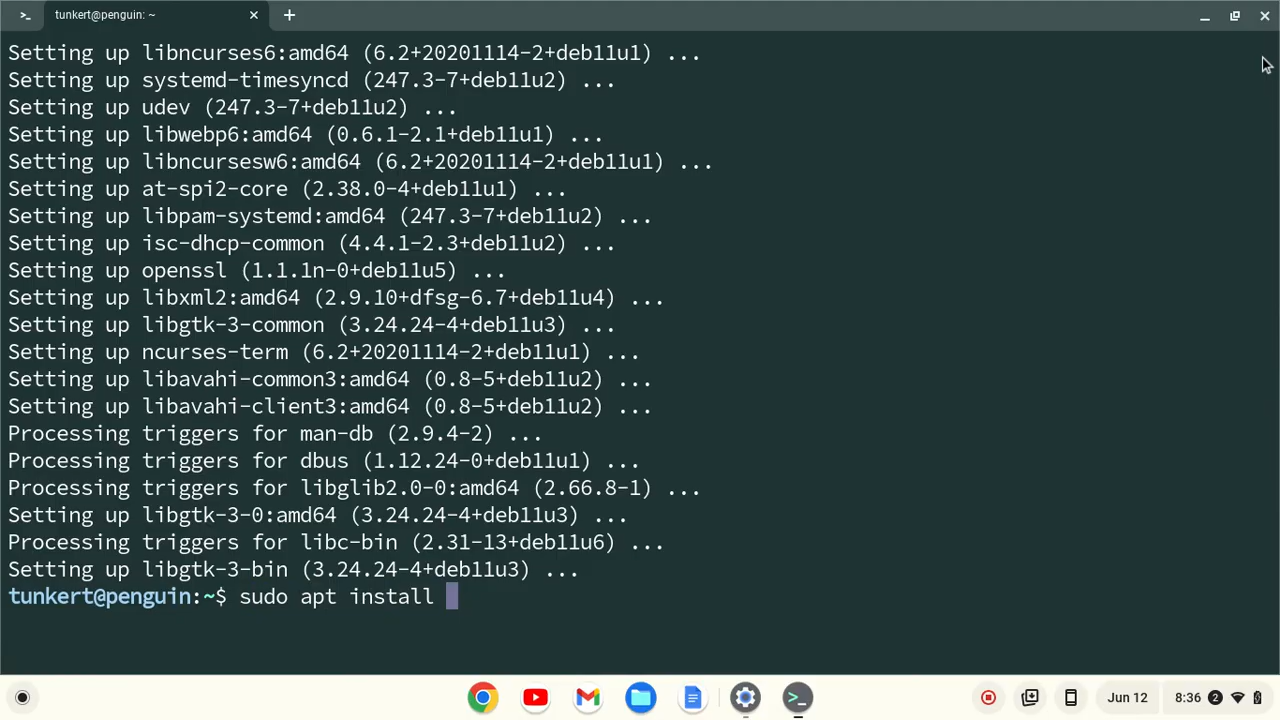 tunkert@penguin: ~
Setting up libncurses6:amd64 (6.2+20201114-2+deb11u1) ...
Setting up systemd-timesyncd (247.3-7+deb11u2) ...
Setting up udev (247.3-7+deb11u2) ...
Setting up libwebp6:amd64 (0.6.1-2.1+deb11u1) ...
Setting up libncursesw6:amd64 (6.2+20201114-2+deb11u1) ...
Setting up at-spi2-core (2.38.0-4+deb11u1) ...
Setting up libpam-systemd:amd64 (247.3-7+deb11u2) ...
Setting up isc-dhcp-common (4.4.1-2.3+deb11u2) ...
Setting up openssl (1.1.1n-0+deb11u5) ...
Setting up libxml2:amd64 (2.9.10+dfsg-6.7+deb11u4) ...
Setting up libgtk-3-common (3.24.24-4+deb11u3) ...
Setting up ncurses-term (6.2+20201114-2+deb11u1) ...
Setting up libavahi-common3:amd64 (0.8-5+deb11u2) ...
Setting up libavahi-client3:amd64 (0.8-5+deb11u2) ...
Processing triggers for man-db (2.9.4-2) ...
Processing triggers for dbus (1.12.24-0+deb11u1) ...
Processing triggers for libglib2.0-0:amd64 (2.66.8-1) ...
Setting up libgtk-3-0:amd64 (3.24.24-4+deb11u3) ...
Processing triggers for libc-bin (2.31-13+deb11u6) ...
Setting up libgtk-3-bin (3.24.24-4+deb11u3) ...
tunkert@penguin:~$ sudo apt install
Jun 12 8:36 2